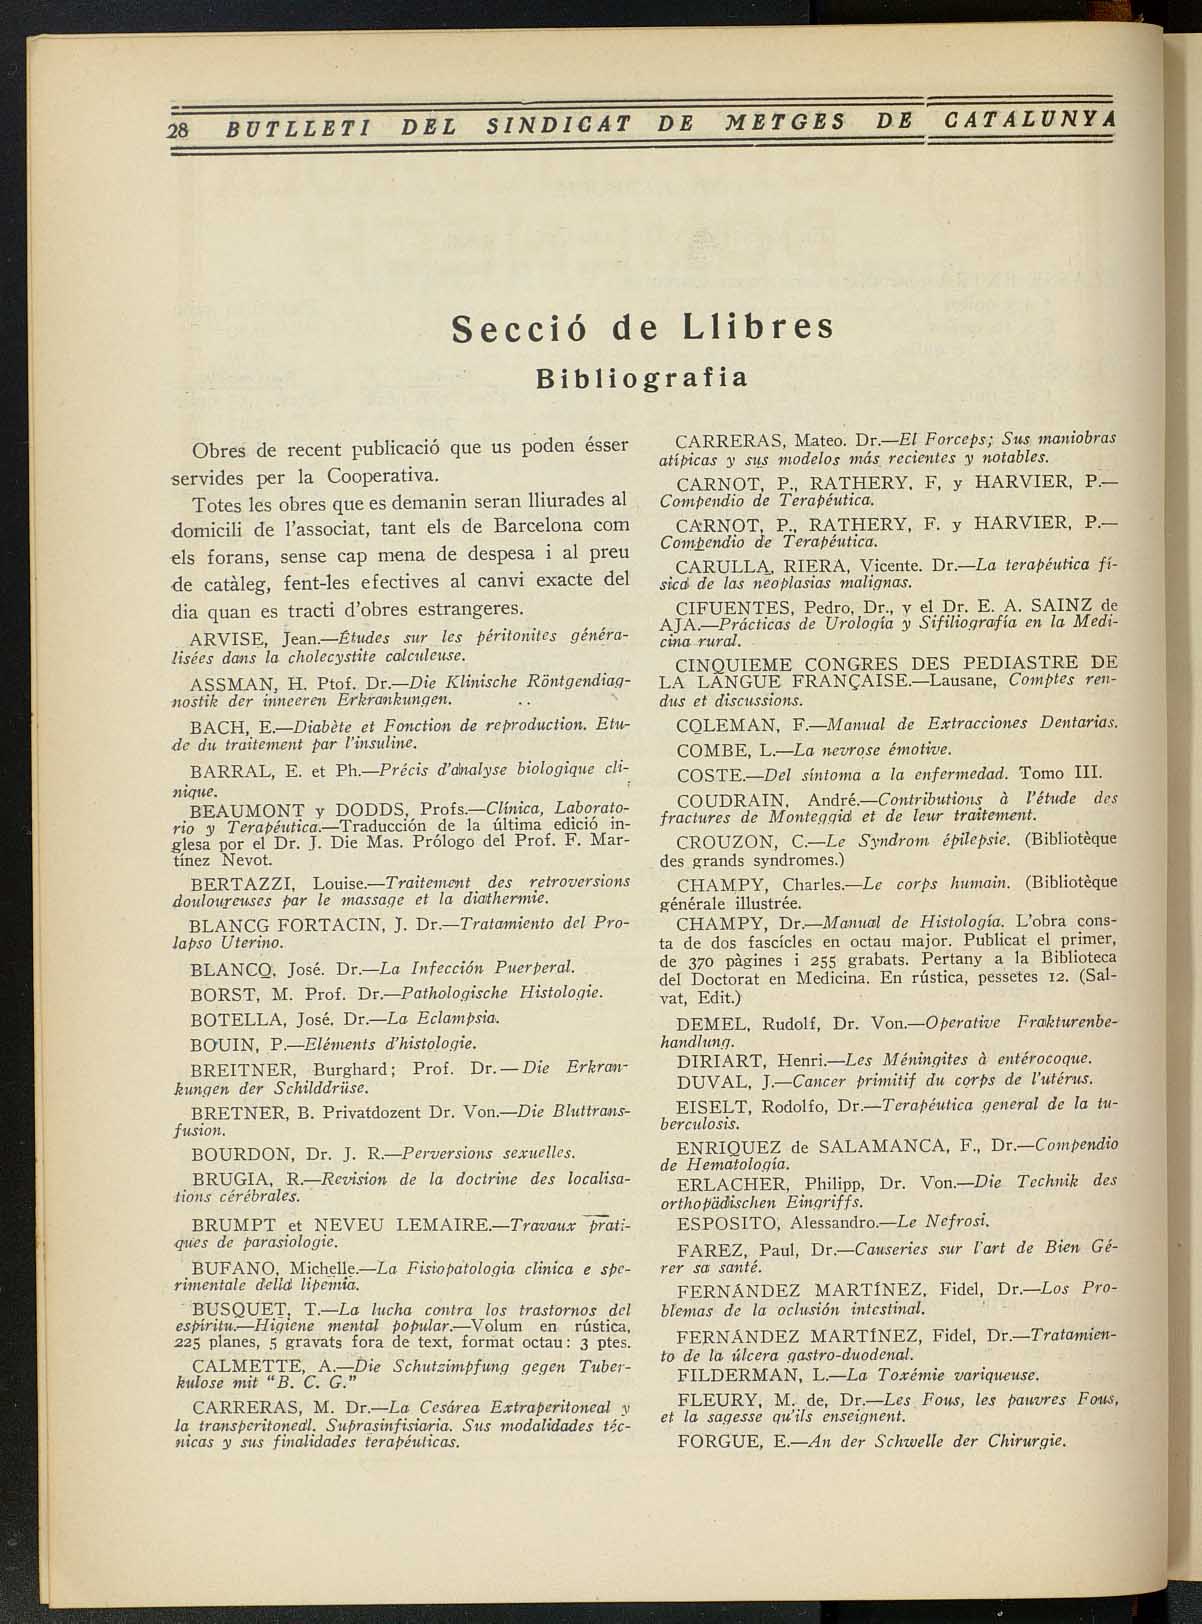 28 BUTLLETI DEL SINDICAT DE METGES DE CATALUNYA
Secció de Llibres
Bibliografia
Obres de recent publicació que us poden ésser
servides per la Cooperativa.
Totes les obres que es demanin seran lliurades al
domicili de l'associat, tant els de Barcelona com
els forans, sense cap mena de despesa i al preu
de catàleg, fent-les efectives al canvi exacte del
dia quan es tracti d'obres estrangeres.
ARVISE, Jean.—Études sur les péritonites généra-
lisées dans la cholecystite calculeuse.
ASSMAN, H. Ptof. Dr.—Die Klinische Röntgendiag-
nostik der inneeren Erkrankungen.
BACH, E.—Diabète et Fonction de reproduction. Etu-
de du traitement par l'insuline.
BARRAL, E. et Ph.—Précis d'analyse biologique cli-
nique.
BEAUMONT y DODDS, Profs.—Clínica, Laborato-
rio y Terapéutica.—Traducción de la última edició in-
glesa por el Dr. J. Die Mas. Prólogo del Prof. F. Mar-
tínez Nevot.
BERTAZZI, Louise.—Traitement des retroversions
douloureuses par le massage et la diathermie.
BLANCG FORTACIN, J. Dr.—Tratamiento del Pro-
lapso Uterino.
BLANCO, José. Dr.—La Infección Puerperal.
BORST, M. Prof. Dr.—Pathologische Histologie.
BOTELLA, José. Dr.—La Eclampsia.
BOUIN, P.—Eléments d'histologie.
BREITNER, Burghard; Prof. Dr.—Die Erkran-
kungen der Schilddrüse.
BRETNER, B. Privatdozent Dr. Von.—Die Bluttrans-
fusion.
BOURDON, Dr. J. R.—Perversions sexuelles.
BRUGIA, R.—Revision de la doctrine des localisa-
tions cérébrales.
BRUMPT et NEVEU LEMAIRE.—Travaux prati-
ques de parasiologie.
BUFANO, Michelle.—La Fisiopatologia clinica e spe-
rimentale della lipemia.
BUSQUET, T.—La lucha contra los trastornos del
espíritu.—Higiene mental popular.—Volum en rústica,
225 planes, 5 gravats fora de text, format octau: 3 ptes.
CALMETTE, A.—Die Schutzimpfung gegen Tuber-
kulose mit "B. C. G."
CARRERAS, M. Dr.—La Cesárea Extraperitoneal y
la transperitoneal. Suprasinfisiaria. Sus modalidades téc-
nicas y sus finalidades terapéuticas.
CARRERAS, Mateo. Dr.—El Forceps; Sus maniobras
atípicas y sus modelos más recientes y notables.
CARNOT, P., RATHERY. F, y HARVIER, P.—
Compendio de Terapéutica.
CARNOT, P., RATHERY, F. y HARVIER, P.—
Compendio de Terapéutica.
CARULLA, RIERA, Vicente. Dr.—La terapéutica fí-
sica de las neoplasias malignas.
CIFUENTES, Pedro, Dr., y el Dr. E. A. SAINZ de
AJA.—Prácticas de Urología y Sifiliografía en la Medi-
cina rural.
CINQUIEME CONGRES DES PEDIASTRE DE
LA LANGUE FRANÇAISE.—Lausane, Comptes ren-
dus et discussions.
COLEMAN, F.—Manual de Extracciones Dentarias.
COMBE, L.—La nevrose émotive.
COSTE.—Del síntoma a la enfermedad. Tomo III.
COUDRAIN, André.—Contributions à l'étude des
fractures de Monteggia et de leur traitement.
CROUZON, C.—Le Syndrom épilepsie. (Bibliotèque
des grands syndromes.)
CHAMPY, Charles.—Le corps humain. (Bibliotèque
générale illustrée.
CHAMPY, Dr.—Manual de Histología. L'obra cons-
ta de dos fascícles en octau major. Publicat el primer,
de 370 pàgines i 255 grabats. Pertany a la Biblioteca
del Doctorat en Medicina. En rústica, pessetes 12. (Sal-
vat, Edit.)
DEMEL, Rudolf, Dr. Von.—Operative Frakturenbe-
handlung.
DIRIART, Henri.—Les Méningites à entérocoque.
DUVAL, J.—Cancer primitif du corps de l'utérus.
EISELT, Rodolfo, Dr.—Terapéutica general de la tu-
berculosis.
ENRIQUEZ de SALAMANCA, F., Dr.—Compendio
de Hematología.
ERLACHER, Philipp, Dr. Von.—Die Technik des
orthopädischen Eingriffs.
ESPOSITO, Alessandro.—Le Nefrosi.
FAREZ, Paul, Dr.—Causeries sur l'art de Bien Gé-
rer sa santé.
FERNÁNDEZ MARTÍNEZ, Fidel, Dr.—Los Pro-
blemas de la oclusión intestinal.
FERNÁNDEZ MARTÍNEZ, Fidel, Dr.—Tratamien-
to de la úlcera gastro-duodenal.
FILDERMAN, L.—La Toxémie variqueuse.
FLEURY, M. de, Dr.—Les Fous, les pauvres Fous,
et la sagesse qu'ils enseignent.
FORGUE, E.—An der Schwelle der Chirurgie.